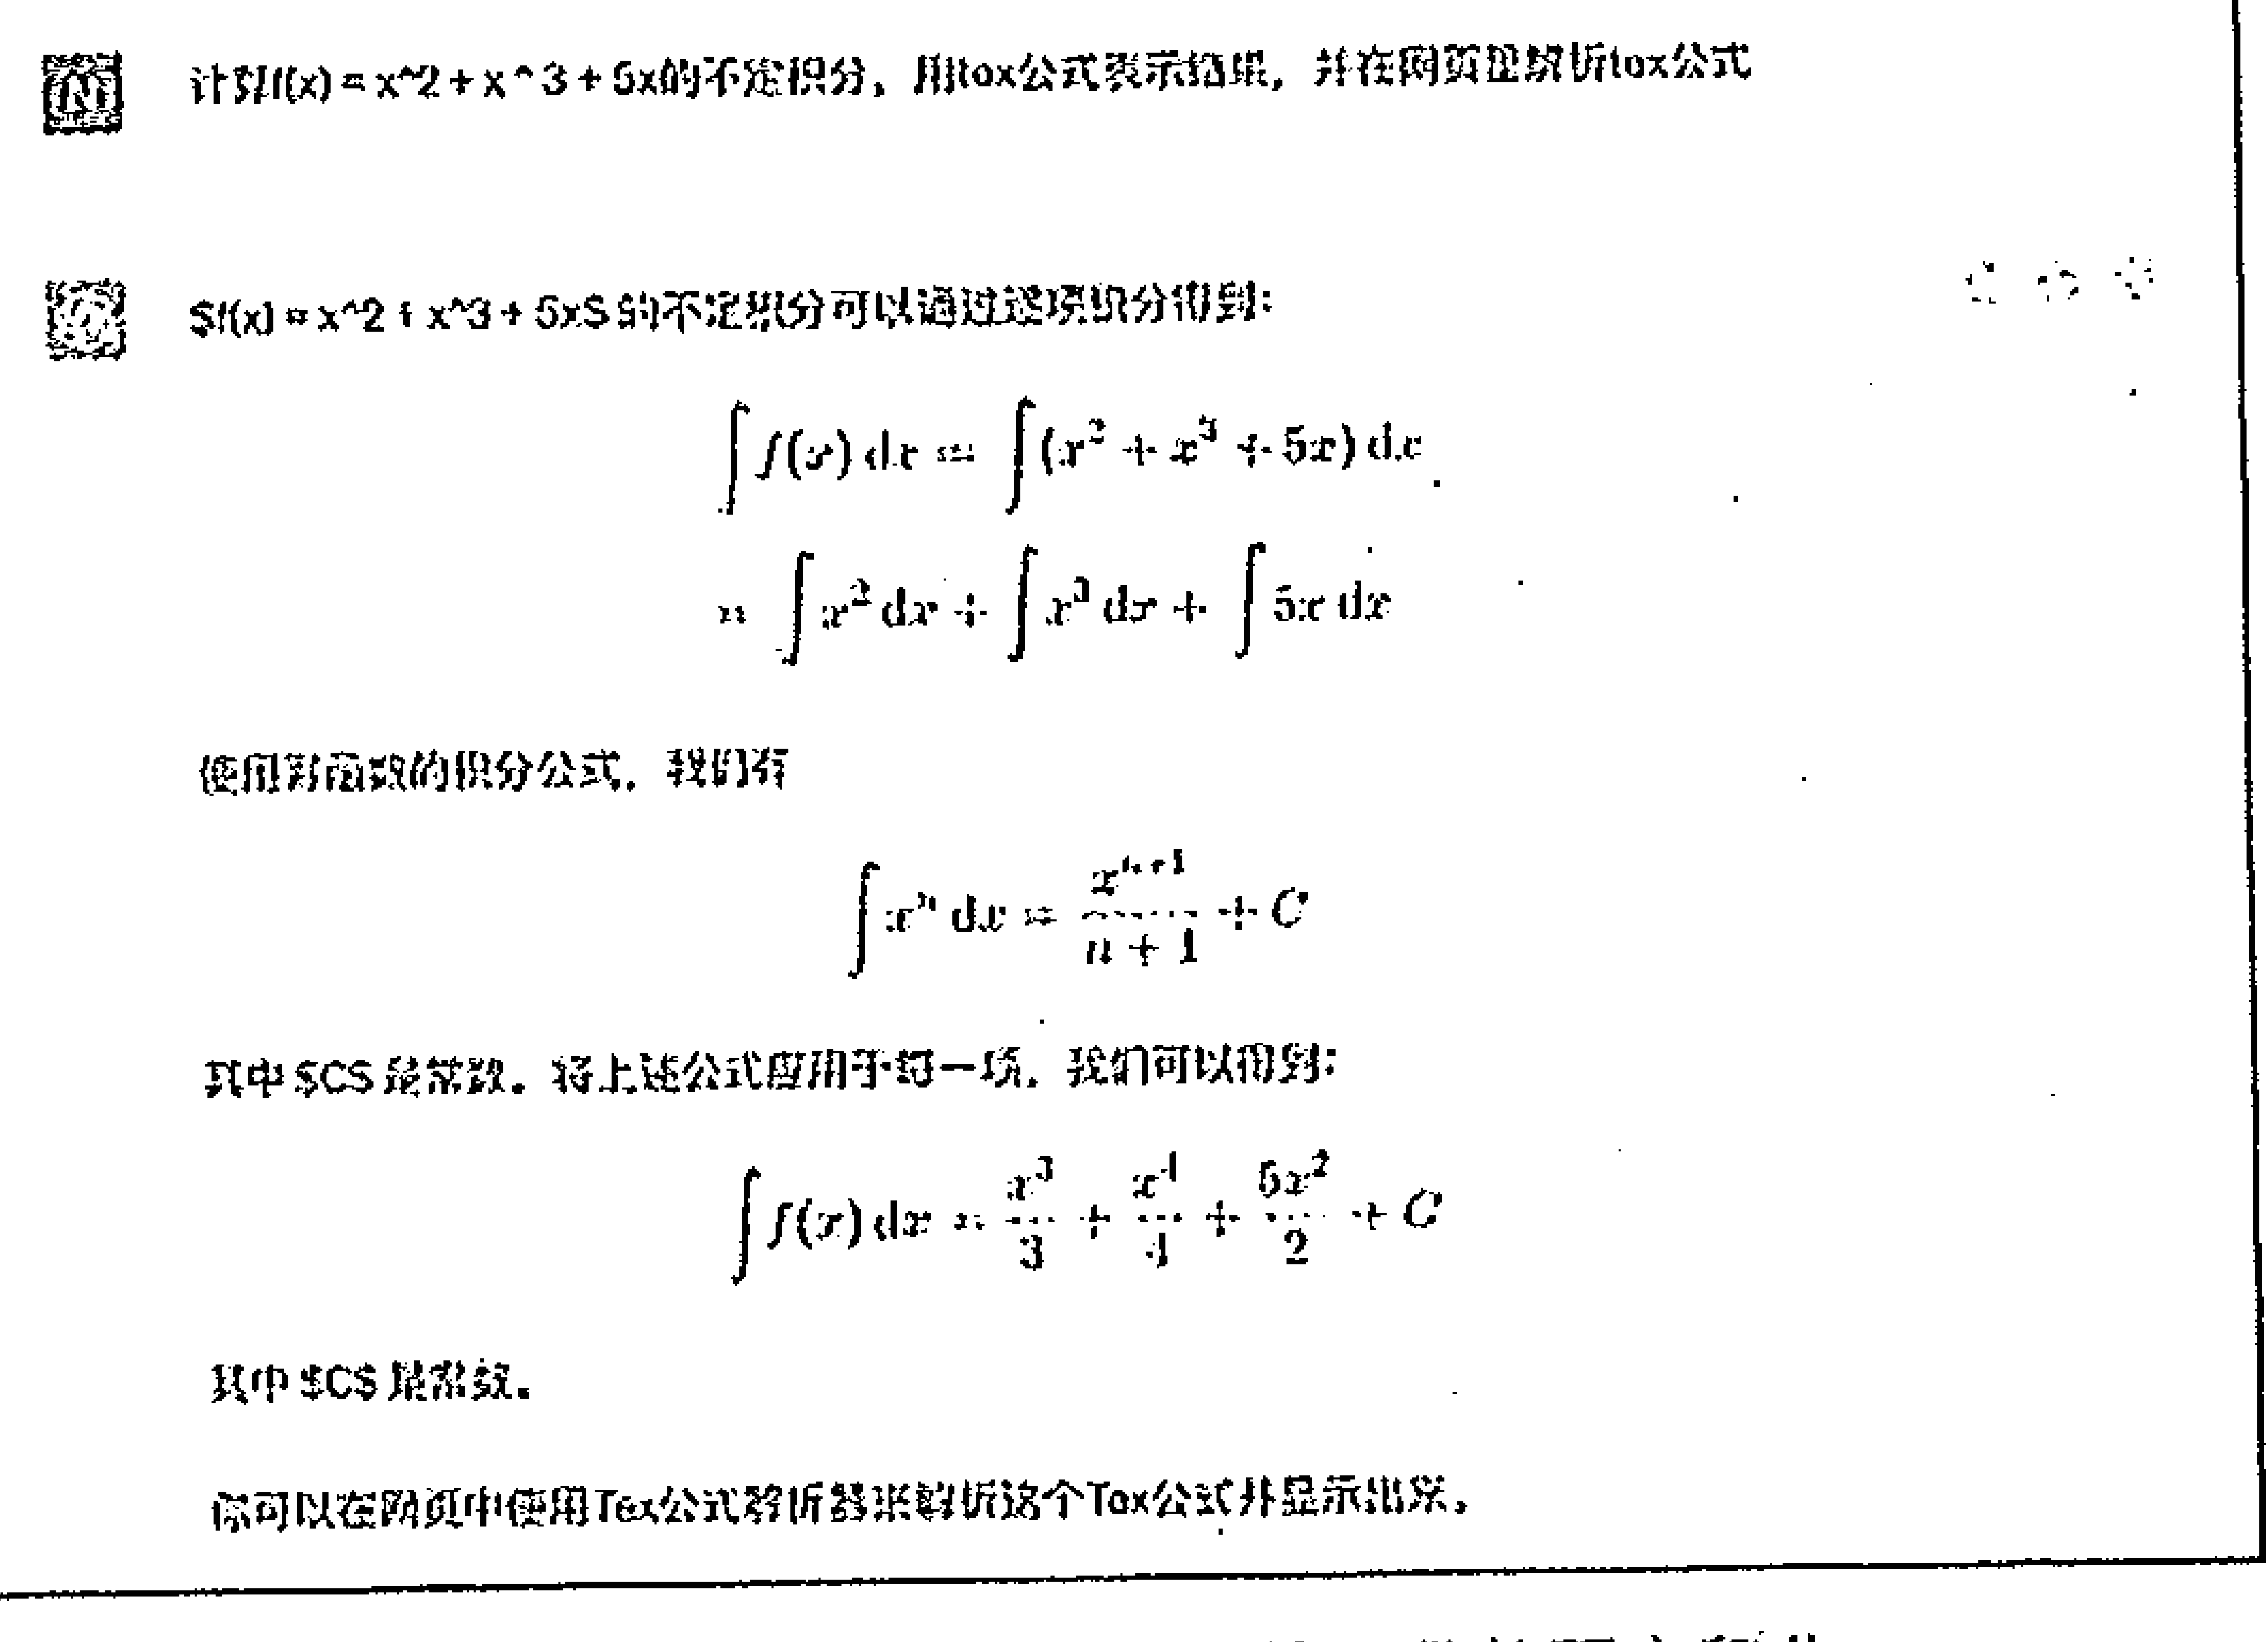 计算f(x) = x^2 + x ^ 3 + 5x的不定积分，用tex公式表示结果，并在网页里解析tex公式
$f(x) = x^2 + x^3 + 5x$ 的不定积分可以通过逐项积分得到：
∫ f(x) dx = ∫ (x² + x³ + 5x) dx
= ∫ x² dx + ∫ x³ dx + ∫ 5x dx
使用幂函数的积分公式，我们有
∫ xⁿ dx = xⁿ⁺¹/(n + 1) + C
其中 $C$ 是常数。将上述公式应用于每一项，我们可以得到：
∫ f(x) dx = x³/3 + x⁴/4 + 5x²/2 + C
其中 $C$ 是常数。
你可以在网页中使用Tex公式解析器来解析这个Tex公式并显示出来。